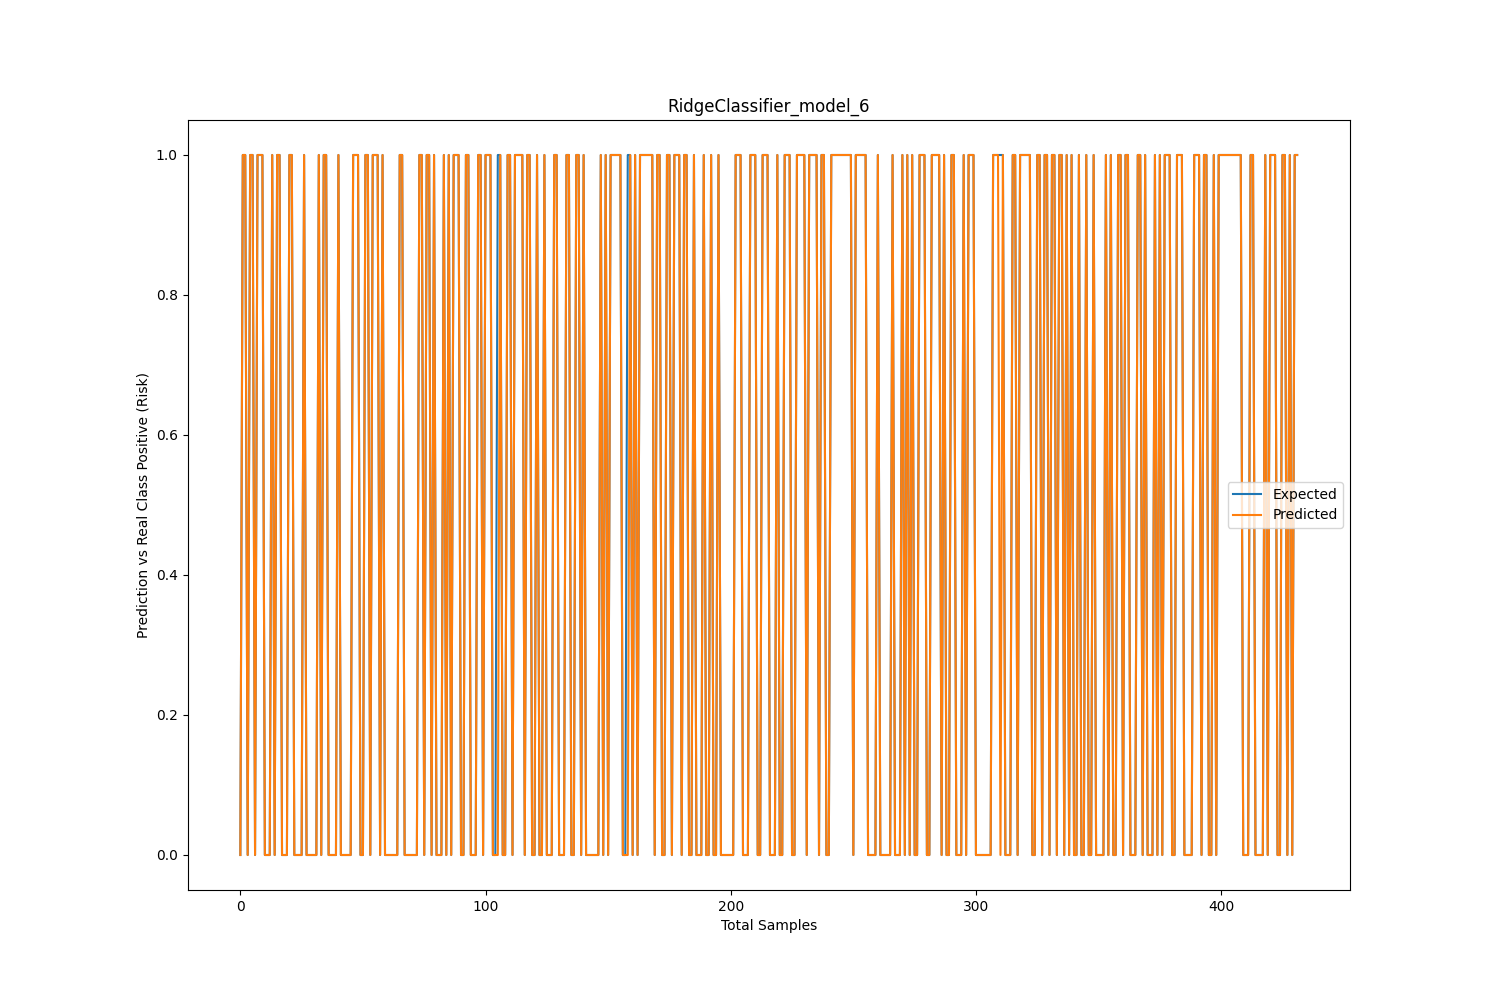 RidgeClassifier_model_6
1.0
0.8
0.6
0.4
0.2
0.0
Prediction vs Real Class Positive (Risk)
Expected
Predicted
0 100 200 300 400
Total Samples